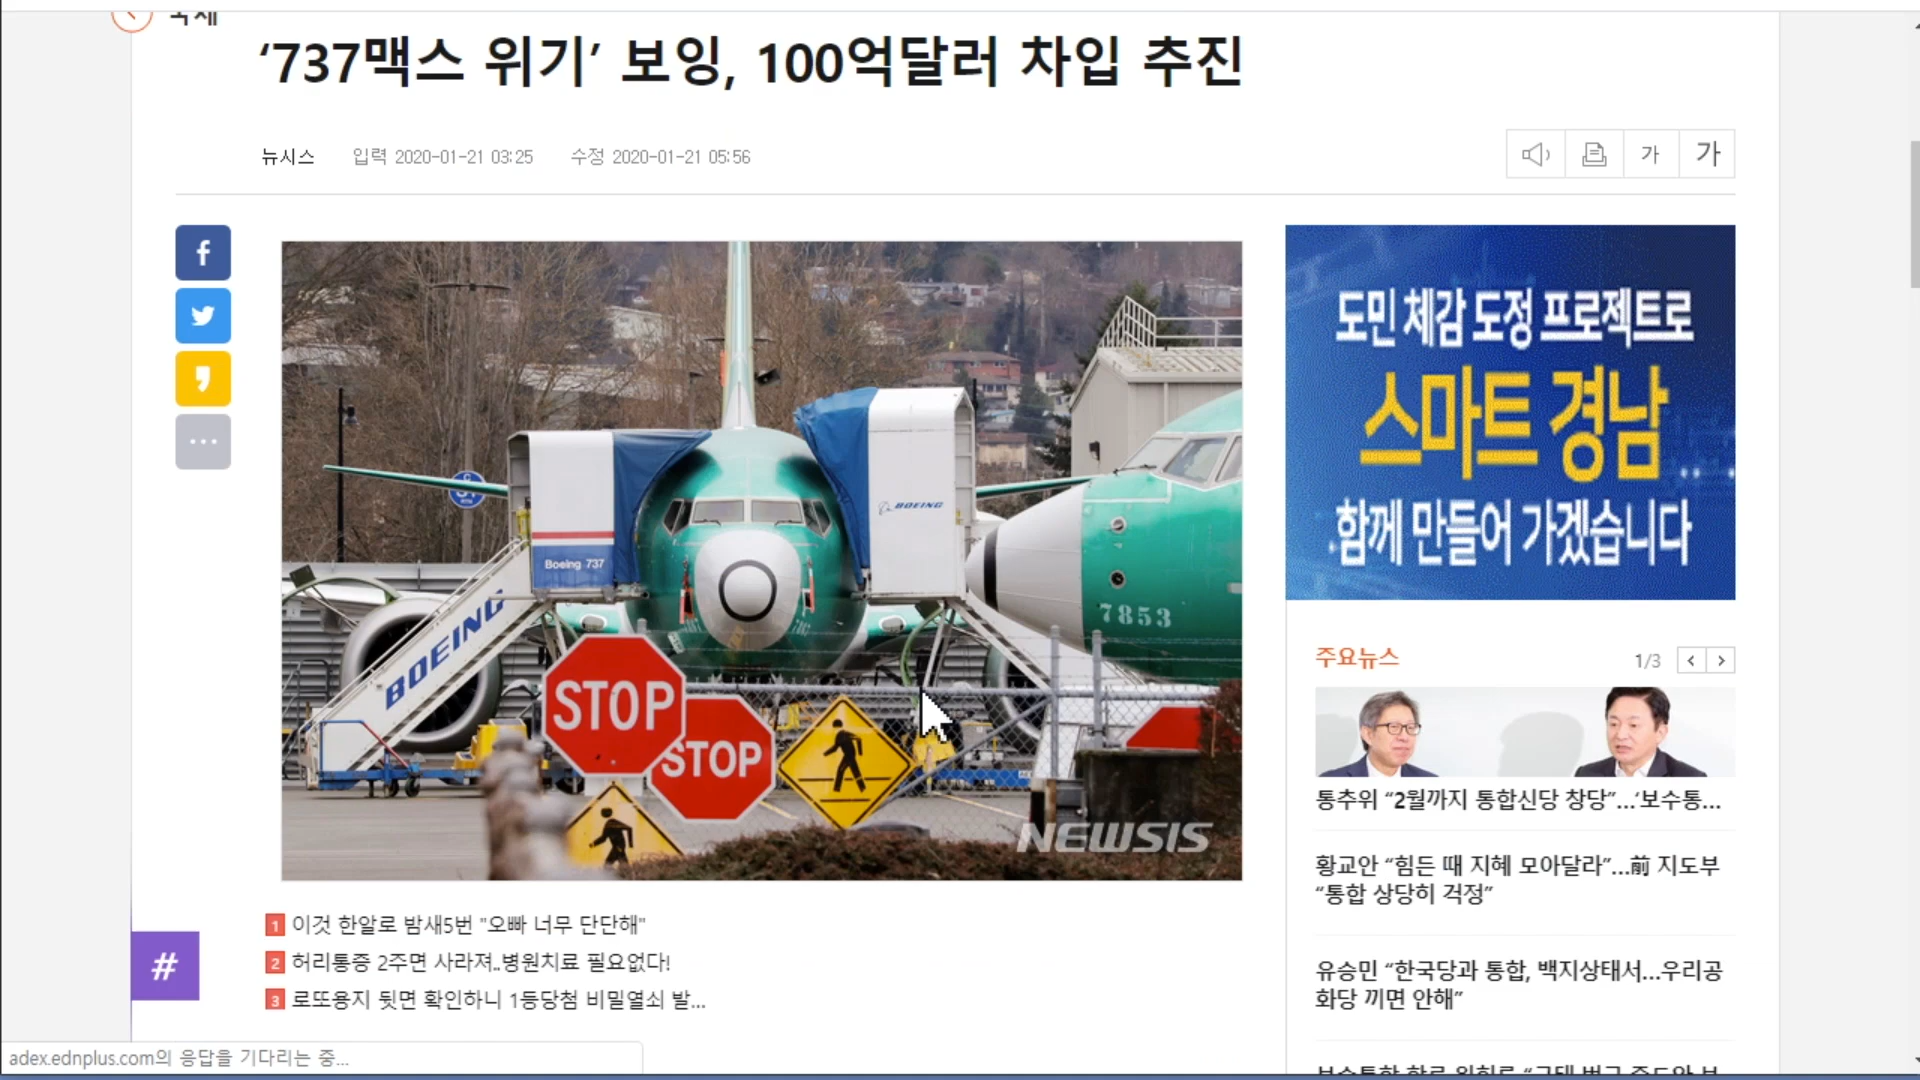 국제
‘737맥스 위기’ 보잉, 100억달러 차입 추진
뉴시스 입력 2020-01-21 03:25 수정 2020-01-21 05:56
가 가
f
BOEING
Boeing 737
BOEING
7853
STOP
STOP
NEWSIS
도민 체감 도정 프로젝트로
스마트 경남
함께 만들어 가겠습니다
주요뉴스 1/3
통추위 “2월까지 통합신당 창당”...‘보수통...
황교안 “힘든 때 지혜 모아달라”...前 지도부
“통합 상당히 걱정”
유승민 “한국당과 통합, 백지상태서...우리공
화당 끼면 안해”
1 이것 한알로 밤새5번 "오빠 너무 단단해"
2 허리통증 2주면 사라져..병원치료 필요없다!
3 로또용지 뒷면 확인하니 1등당첨 비밀열쇠 발...
#
adex.ednplus.com의 응답을 기다리는 중...